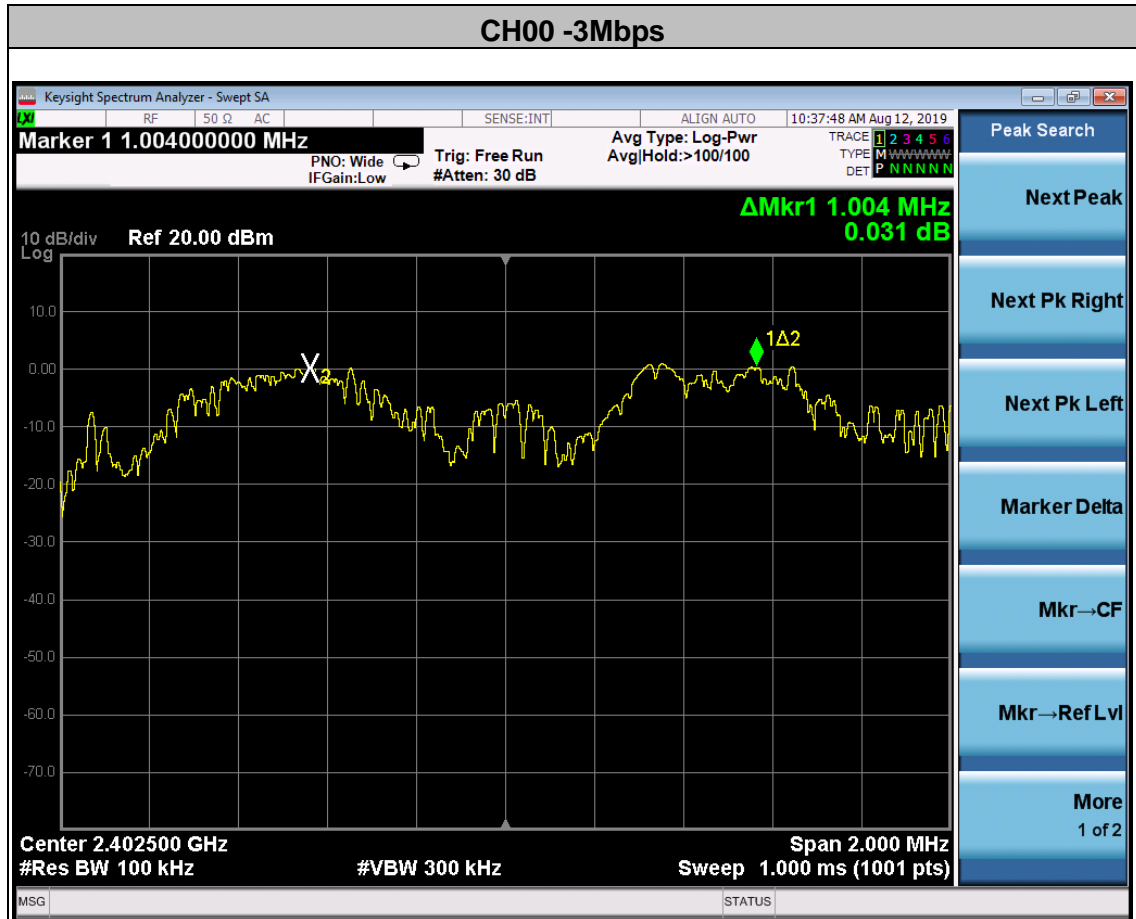 CH00 -3Mbps
Keysight Spectrum Analyzer - Swept SA
LXI RF 50 Ω AC SENSE:INT ALIGN AUTO 10:37:48 AM Aug 12, 2019
Marker 1 1.004000000 MHz
PNO: Wide
IFGain:Low
Trig: Free Run
#Atten: 30 dB
Avg Type: Log-Pwr
Avg|Hold:>100/100
TRACE 1 2 3 4 5 6
TYPE M WWWWW
DET P N N N N N
ΔMkr1 1.004 MHz
0.031 dB
10 dB/div Ref 20.00 dBm
Log
10.0
0.00
-10.0
-20.0
-30.0
-40.0
-50.0
-60.0
-70.0
X2
1Δ2
Center 2.402500 GHz
#Res BW 100 kHz
#VBW 300 kHz
Span 2.000 MHz
Sweep 1.000 ms (1001 pts)
MSG
STATUS
Peak Search
Next Peak
Next Pk Right
Next Pk Left
Marker Delta
Mkr→CF
Mkr→Ref Lvl
More
1 of 2